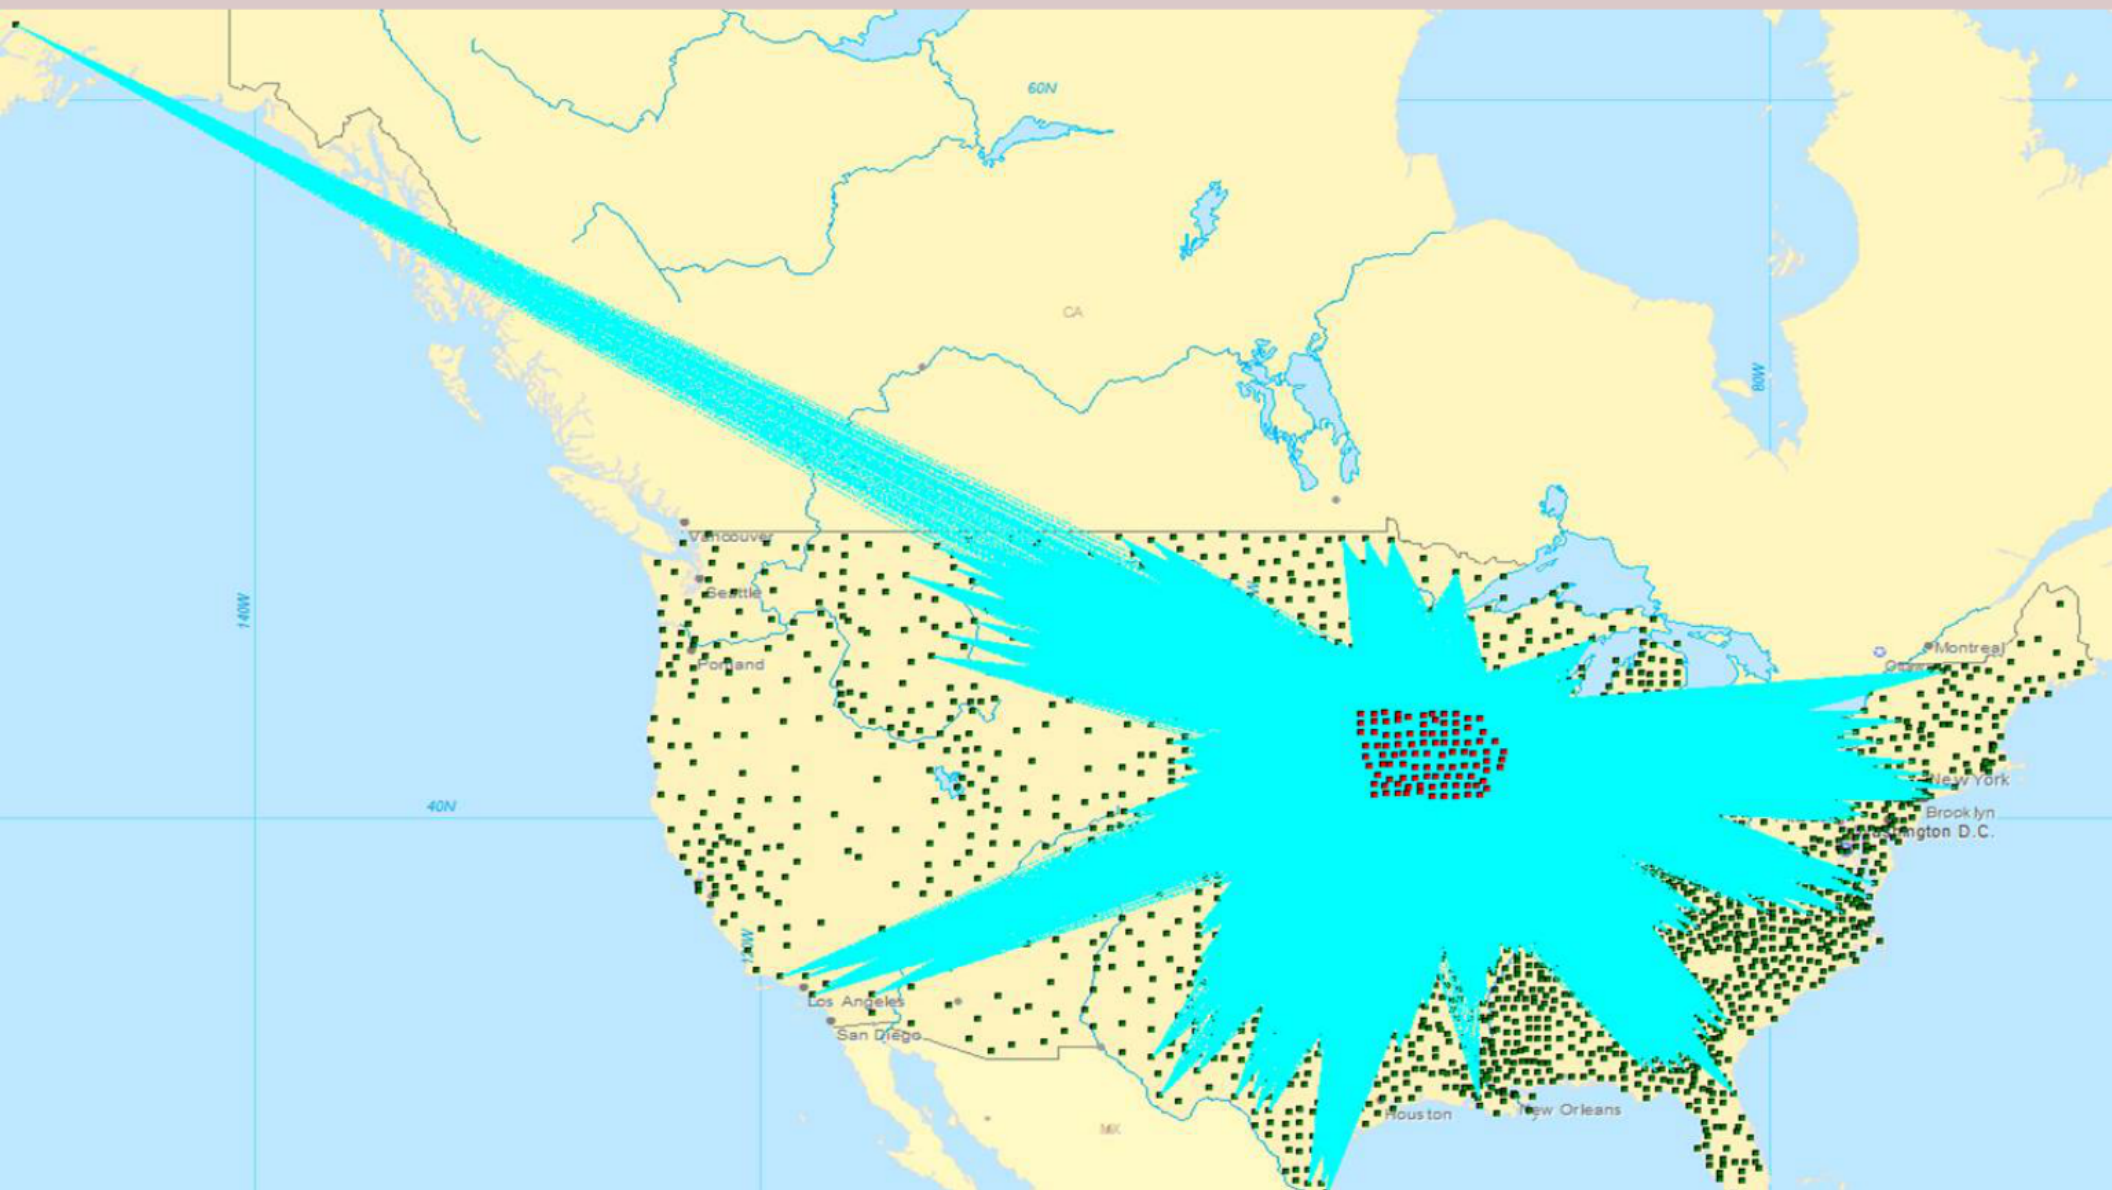 60N
CA
80W
Vancouver
Seattle
140W
Montreal
Portland
New York
40N
Brooklyn
Washington D.C.
120W
Los Angeles
San Diego
Houston
New Orleans
MX